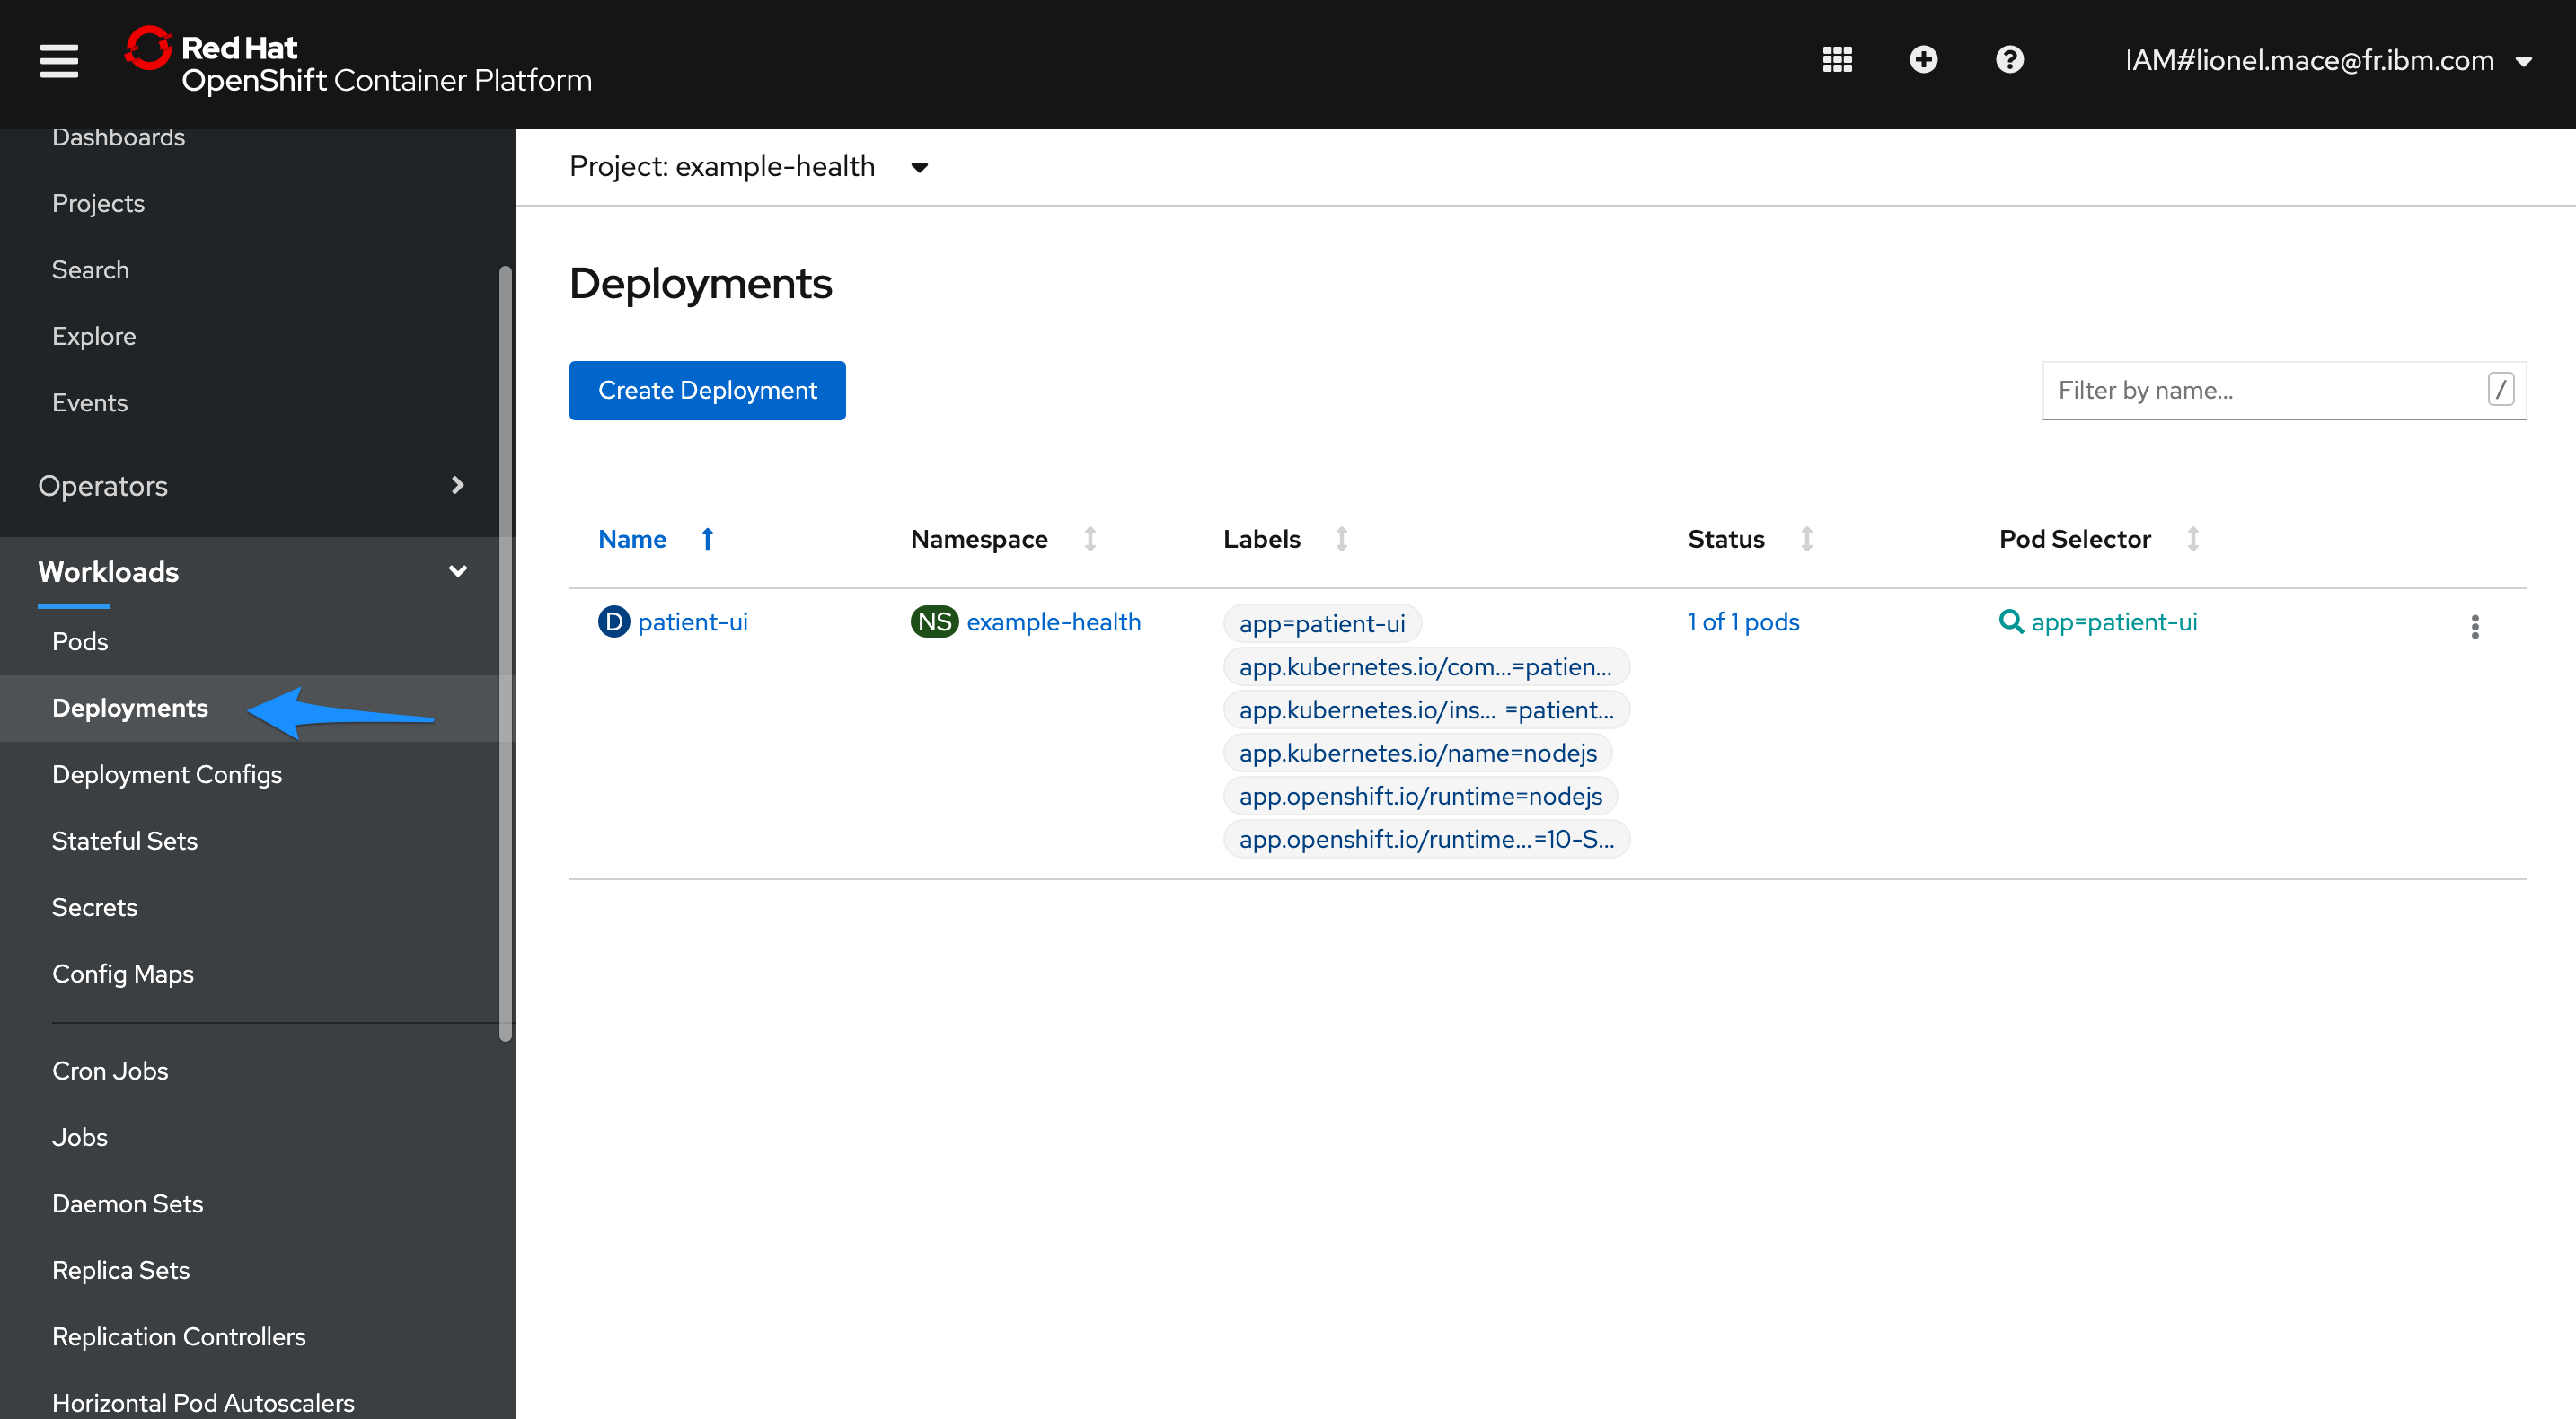 Red Hat
OpenShift Container Platform
IAM#lionel.mace@fr.ibm.com
Dashboards
Projects
Search
Explore
Events
Operators
Workloads
Pods
Deployments
Deployment Configs
Stateful Sets
Secrets
Config Maps
Cron Jobs
Jobs
Daemon Sets
Replica Sets
Replication Controllers
Horizontal Pod Autoscalers
Project: example-health
Deployments
Create Deployment
Filter by name... /
Name Namespace Labels Status Pod Selector
D patient-ui NS example-health app=patient-ui 1 of 1 pods app=patient-ui
app.kubernetes.io/com...=patien...
app.kubernetes.io/ins... =patient...
app.kubernetes.io/name=nodejs
app.openshift.io/runtime=nodejs
app.openshift.io/runtime...=10-S...